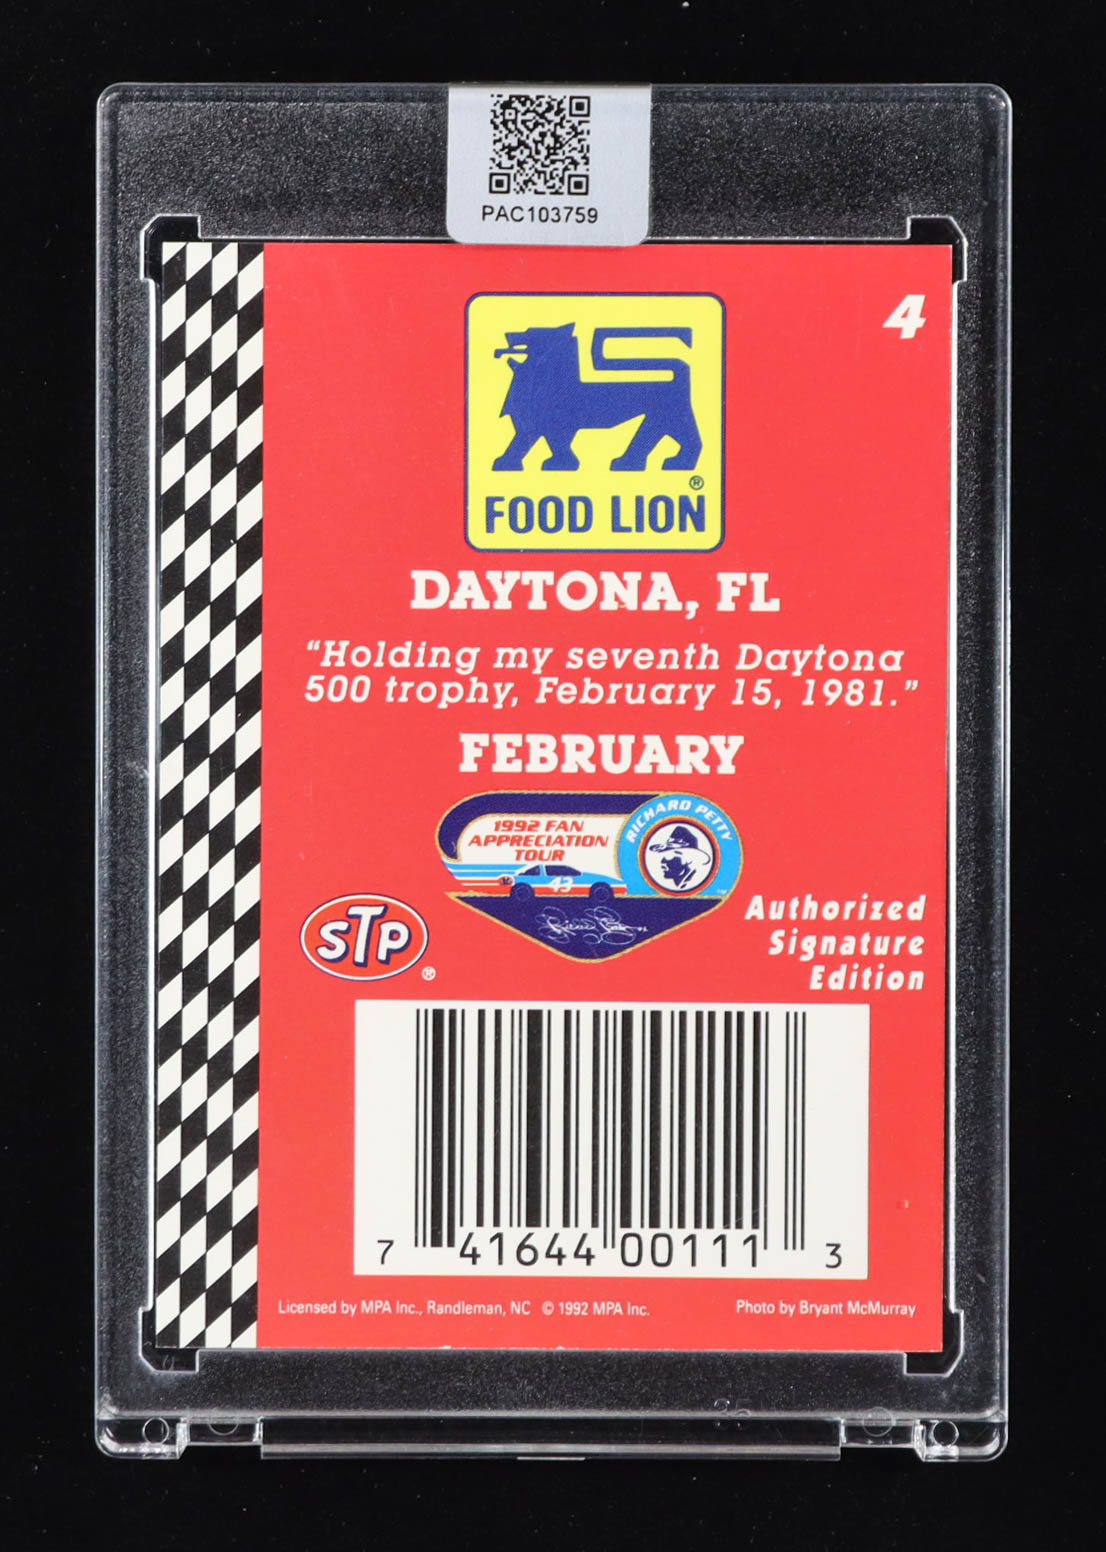 PAC103759
4
FOOD LION®
DAYTONA, FL
“Holding my seventh Daytona
500 trophy, February 15, 1981.”
FEBRUARY
1992 FAN
APPRECIATION
TOUR
43
RICHARD PETTY
™
STP®
Authorized
Signature
Edition
7 41644 00111 3
Licensed by MPA Inc., Randleman, NC © 1992 MPA Inc.
Photo by Bryant McMurray